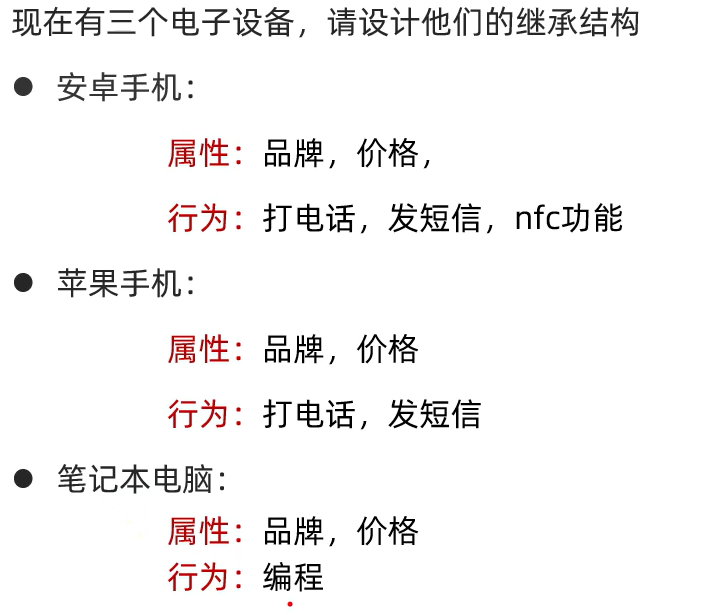 现在有三个电子设备，请设计他们的继承结构
● 安卓手机：
属性：品牌，价格，
行为：打电话，发短信，nfc功能
● 苹果手机：
属性：品牌，价格
行为：打电话，发短信
● 笔记本电脑：
属性：品牌，价格
行为：编程